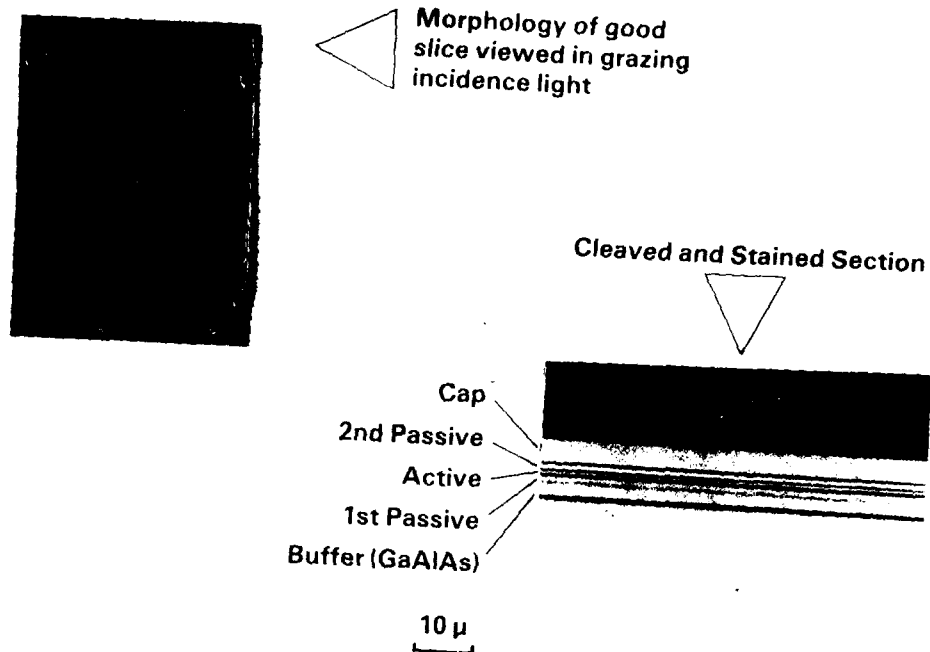 Morphology of good
slice viewed in grazing
incidence light
Cleaved and Stained Section
Cap
2nd Passive
Active
1st Passive
Buffer (GaAlAs)
10 μ